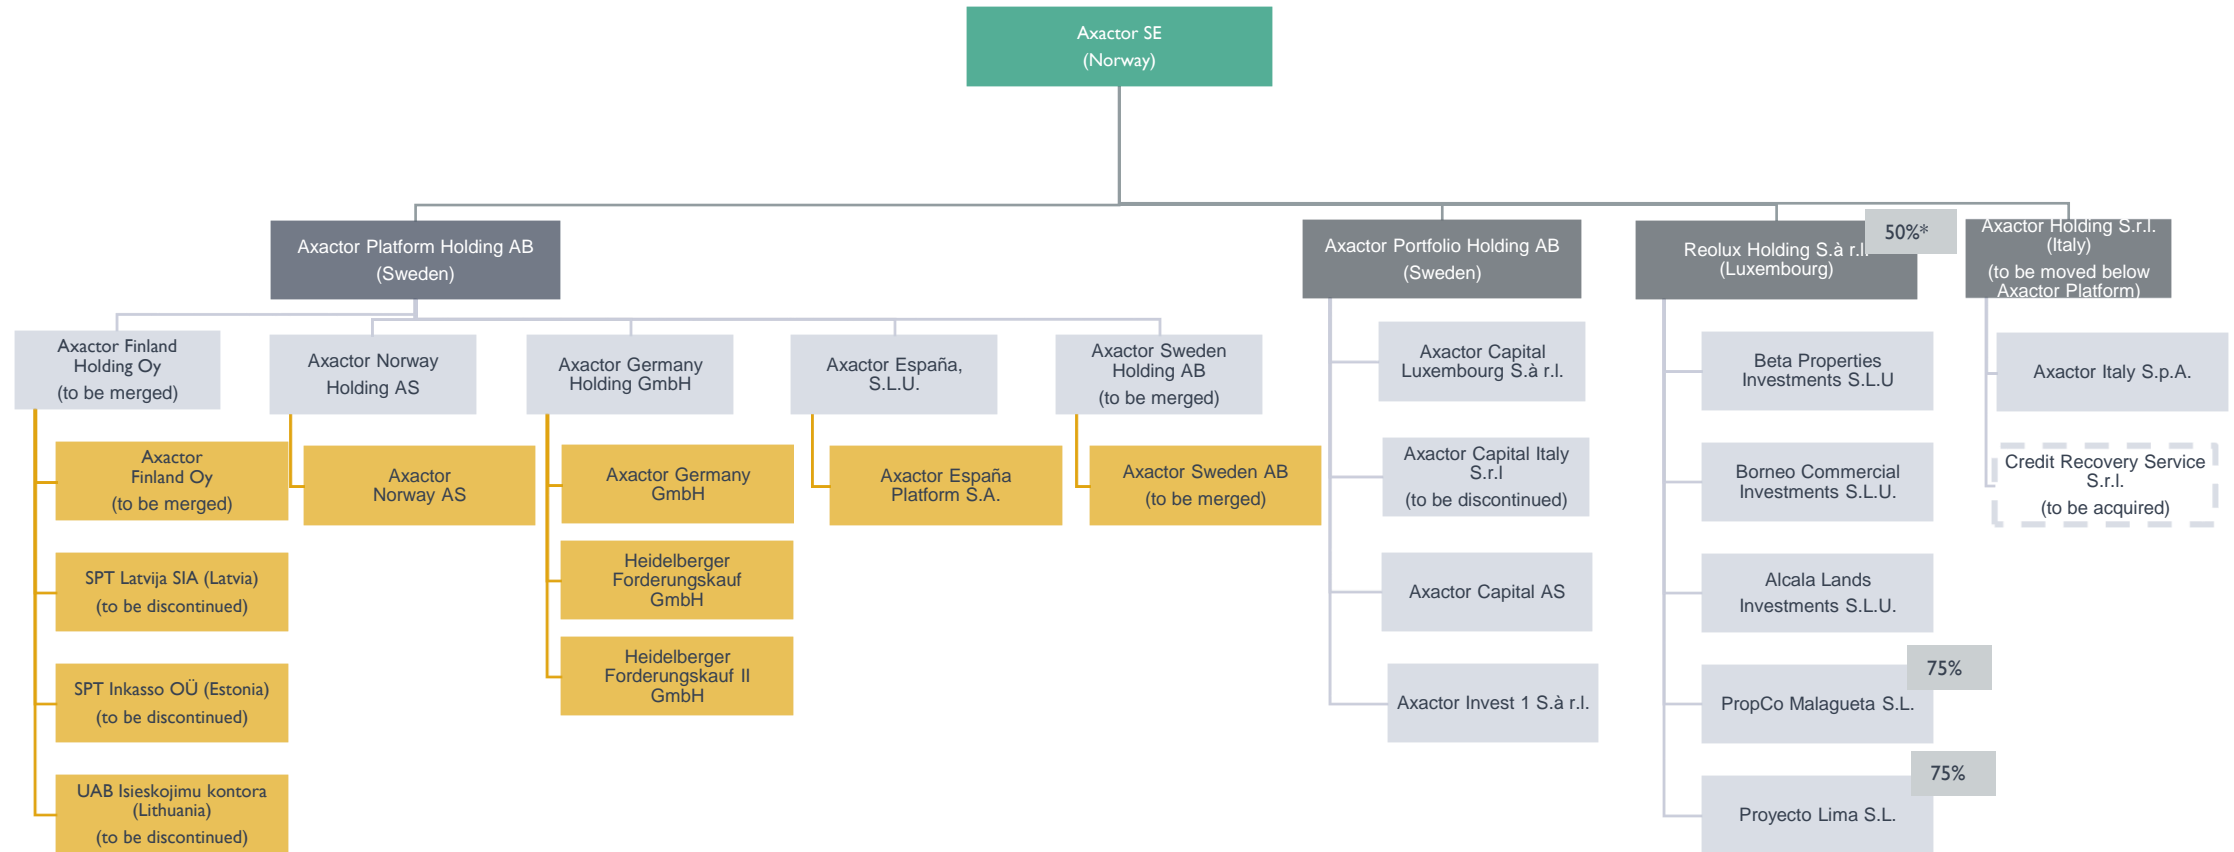 Axactor SE
(Norway)
Axactor Platform Holding AB
(Sweden)
Axactor Portfolio Holding AB
(Sweden)
Reolux Holding S.à r.l.
(Luxembourg)
50%*
Axactor Holding S.r.l.
(Italy)
(to be moved below
Axactor Platform)
Axactor Finland
Holding Oy
(to be merged)
Axactor Norway
Holding AS
Axactor Germany
Holding GmbH
Axactor España,
S.L.U.
Axactor Sweden
Holding AB
(to be merged)
Axactor
Finland Oy
(to be merged)
SPT Latvija SIA (Latvia)
(to be discontinued)
SPT Inkasso OÜ (Estonia)
(to be discontinued)
UAB Isieskojimu kontora
(Lithuania)
(to be discontinued)
Axactor
Norway AS
Axactor Germany
GmbH
Heidelberger
Forderungskauf
GmbH
Heidelberger
Forderungskauf II
GmbH
Axactor España
Platform S.A.
Axactor Sweden AB
(to be merged)
Axactor Capital
Luxembourg S.à r.l.
Axactor Capital Italy
S.r.l
(to be discontinued)
Axactor Capital AS
Axactor Invest 1 S.à r.l.
Beta Properties
Investments S.L.U
Borneo Commercial
Investments S.L.U.
Alcala Lands
Investments S.L.U.
75%
PropCo Malagueta S.L.
75%
Proyecto Lima S.L.
Axactor Italy S.p.A.
Credit Recovery Service
S.r.l.
(to be acquired)